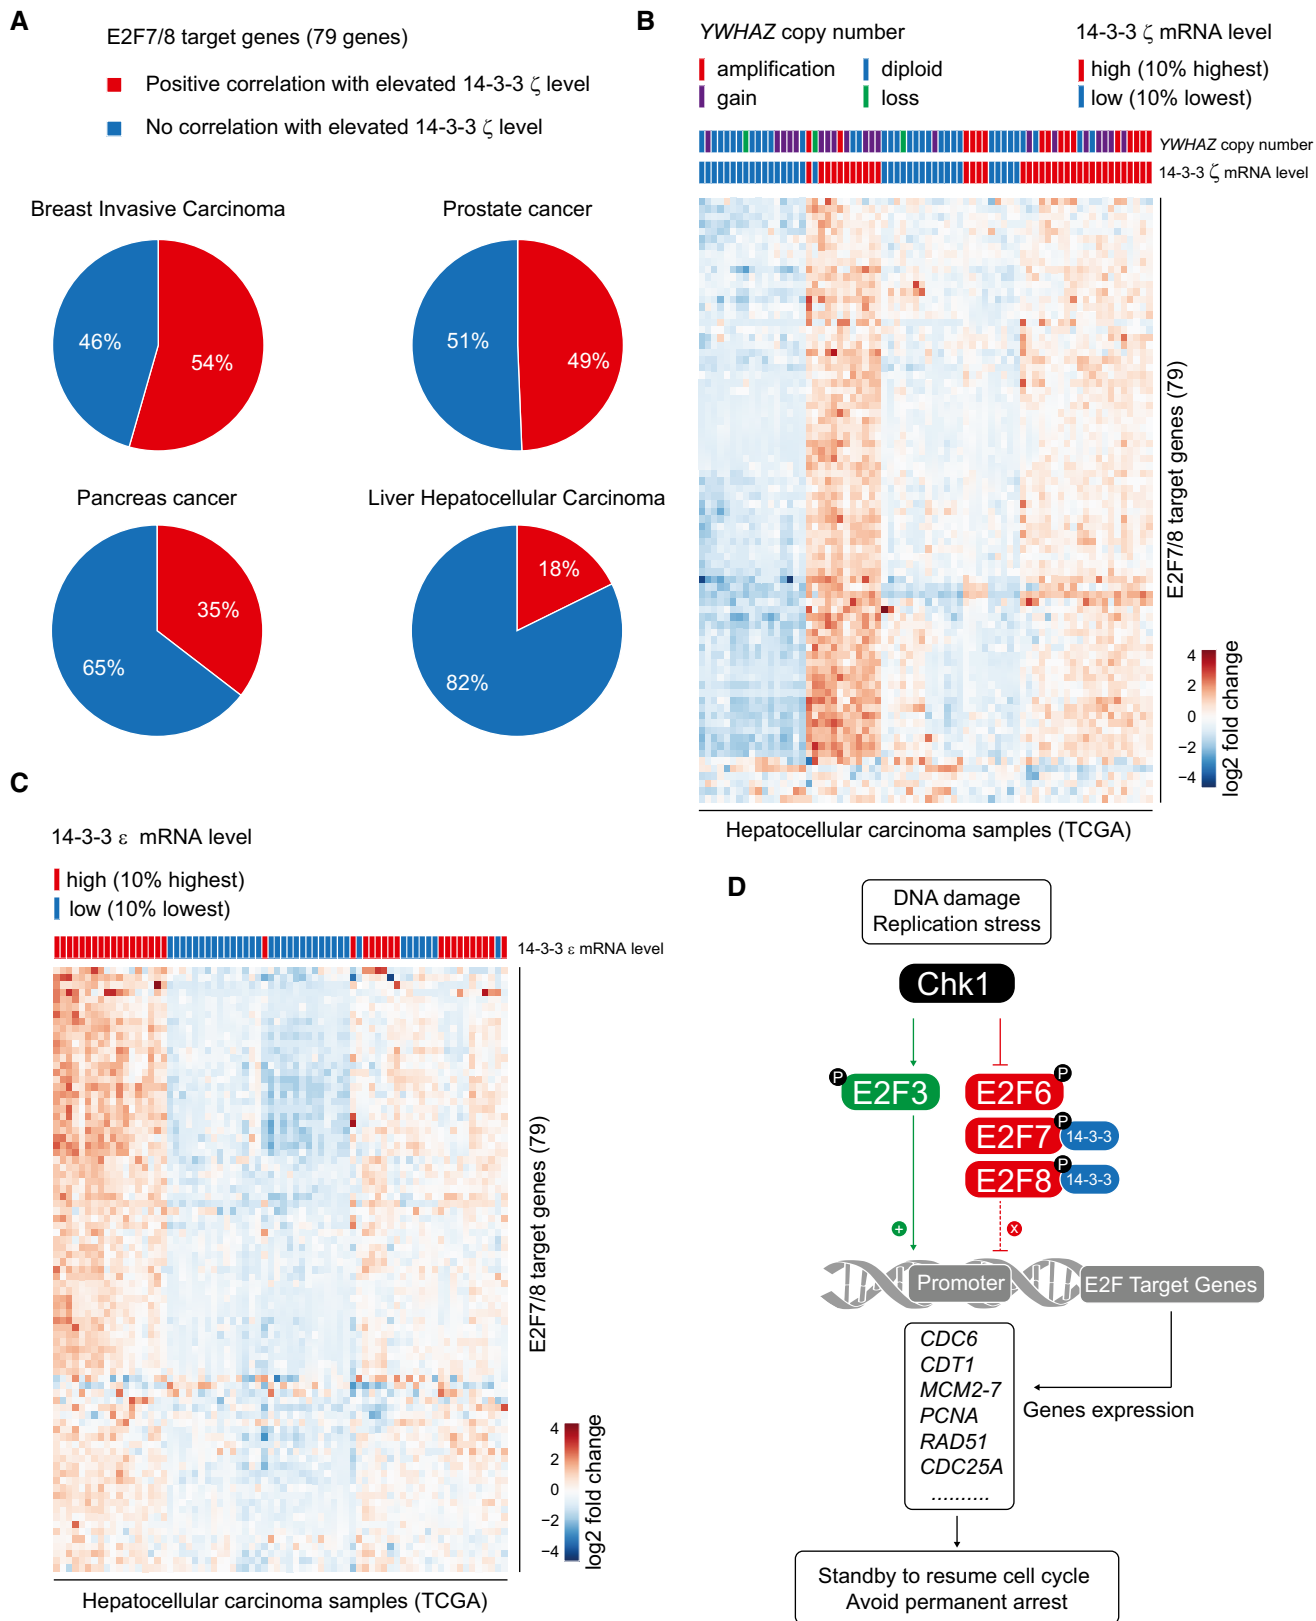 A
E2F7/8 target genes (79 genes)
Positive correlation with elevated 14-3-3 ζ level
No correlation with elevated 14-3-3 ζ level
Breast Invasive Carcinoma
46%
54%
Prostate cancer
51%
49%
Pancreas cancer
35%
65%
Liver Hepatocellular Carcinoma
18%
82%
B
YWHAZ copy number
amplification
diploid
gain
loss
14-3-3 ζ mRNA level
high (10% highest)
low (10% lowest)
YWHAZ copy number
14-3-3 ζ mRNA level
E2F7/8 target genes (79)
4
2
0
−2
−4
log2 fold change
Hepatocellular carcinoma samples (TCGA)
C
14-3-3 ε mRNA level
high (10% highest)
low (10% lowest)
14-3-3 ε mRNA level
E2F7/8 target genes (79)
4
2
0
−2
−4
log2 fold change
Hepatocellular carcinoma samples (TCGA)
D
DNA damage
Replication stress
Chk1
P
E2F3
P
E2F6
P
E2F7
14-3-3
P
E2F8
14-3-3
+
x
Promoter
E2F Target Genes
CDC6
CDT1
MCM2-7
PCNA
RAD51
CDC25A
..........
Genes expression
Standby to resume cell cycle
Avoid permanent arrest